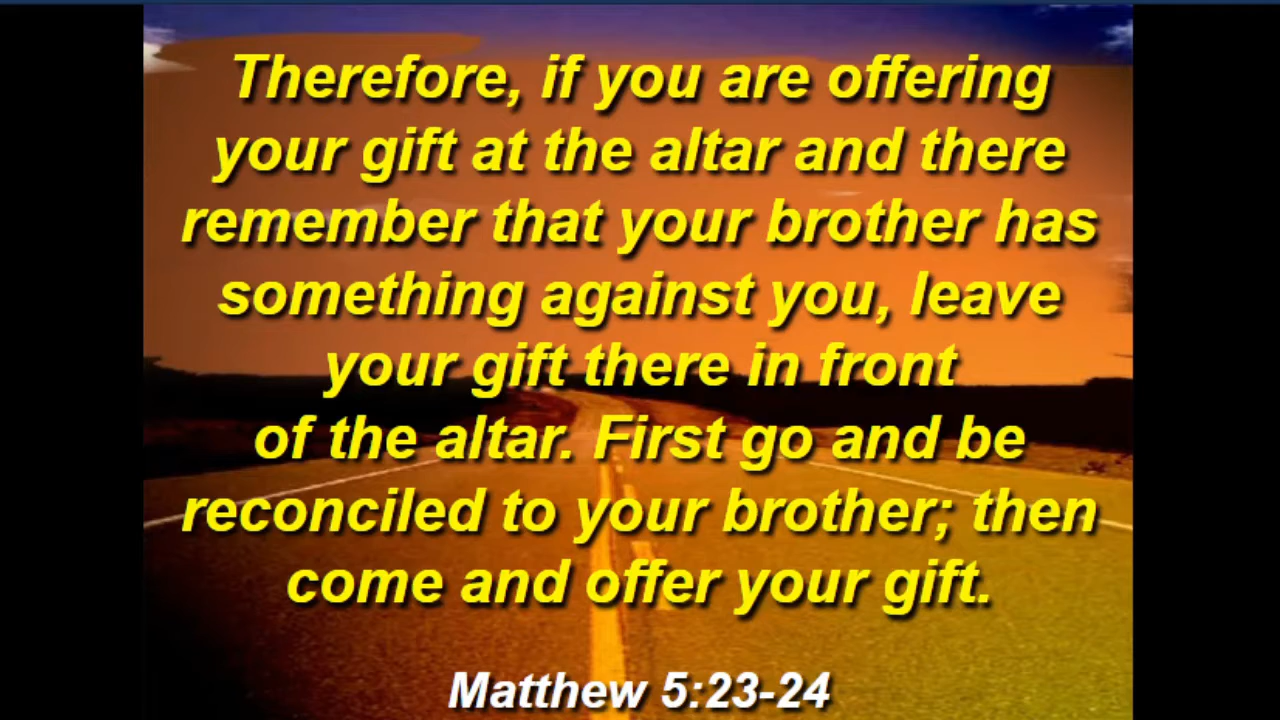 Therefore, if you are offering
your gift at the altar and there
remember that your brother has
something against you, leave
your gift there in front
of the altar. First go and be
reconciled to your brother; then
come and offer your gift.
Matthew 5:23-24